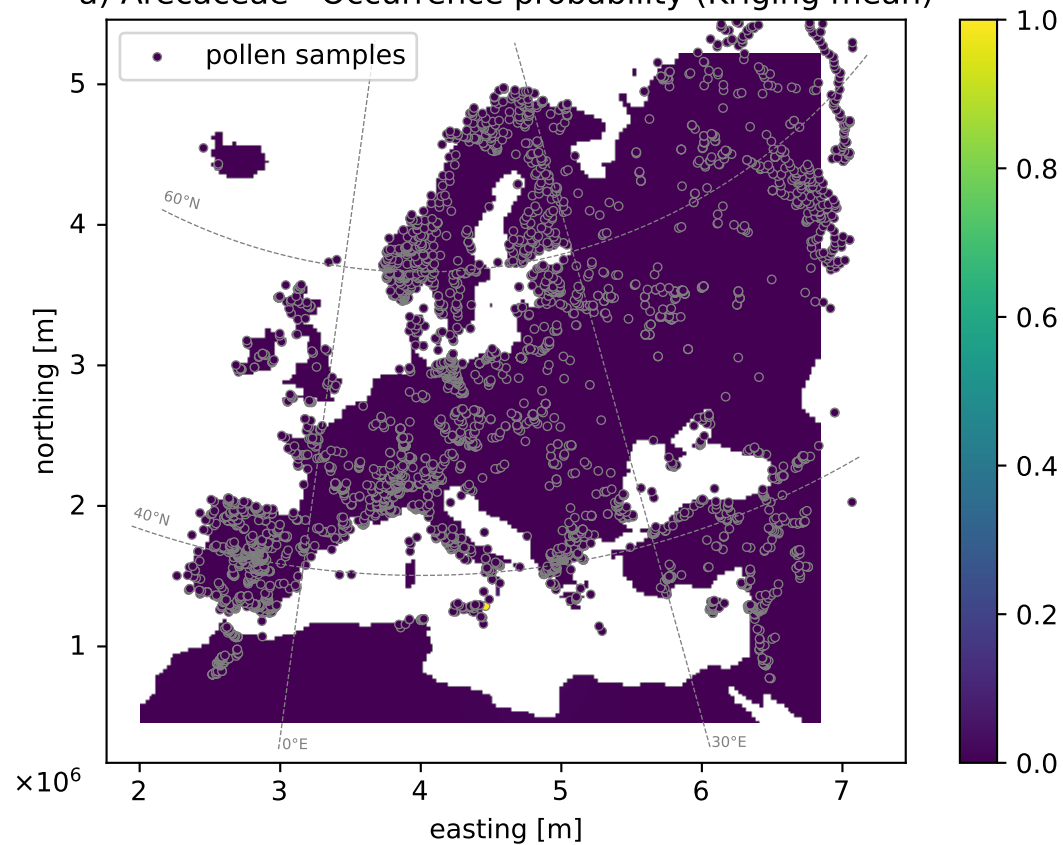 a) Arecaceae - Occurrence probability (Kriging mean)
pollen samples
60°N
40°N
0°E
30°E
5
4
3
2
1
northing [m]
×10⁶
2
3
4
5
6
7
easting [m]
1.0
0.8
0.6
0.4
0.2
0.0